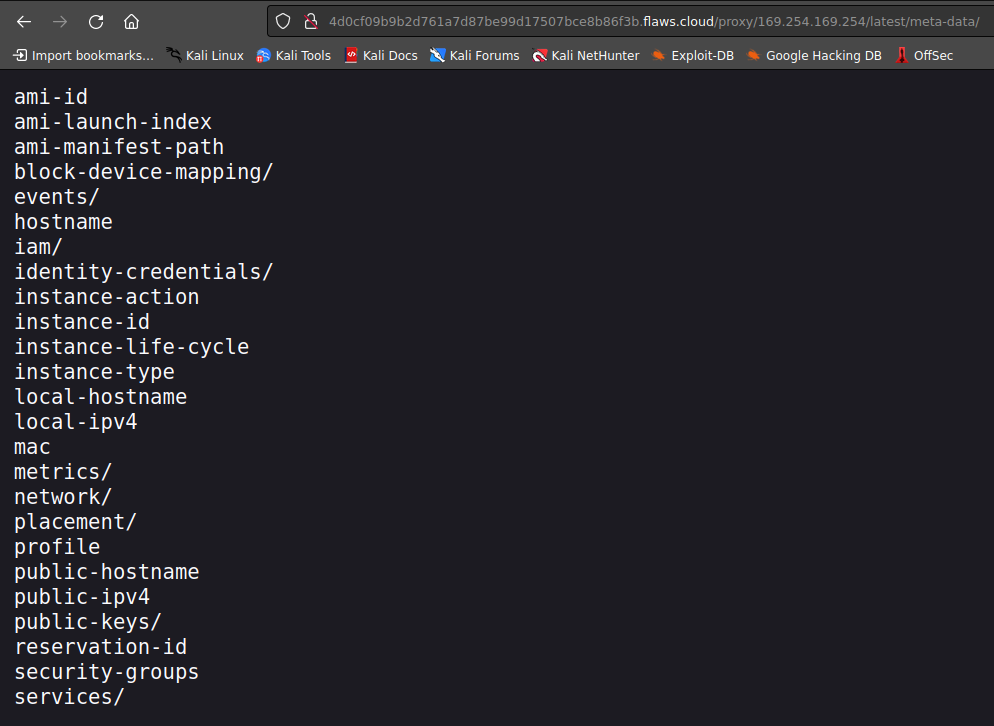 4d0cf09b9b2d761a7d87be99d17507bce8b86f3b.flaws.cloud/proxy/169.254.169.254/latest/meta-data/
Import bookmarks... Kali Linux Kali Tools Kali Docs Kali Forums Kali NetHunter Exploit-DB Google Hacking DB OffSec
ami-id
ami-launch-index
ami-manifest-path
block-device-mapping/
events/
hostname
iam/
identity-credentials/
instance-action
instance-id
instance-life-cycle
instance-type
local-hostname
local-ipv4
mac
metrics/
network/
placement/
profile
public-hostname
public-ipv4
public-keys/
reservation-id
security-groups
services/